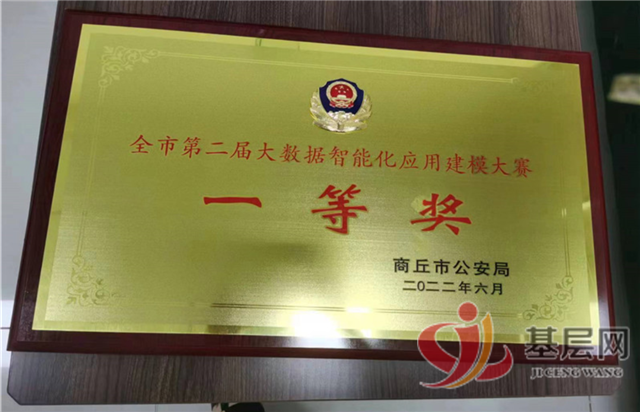 全市第二届大数据智能化应用建模大赛
一等奖
商丘市公安局
二0二二年六月
基层网
JI CENG WANG